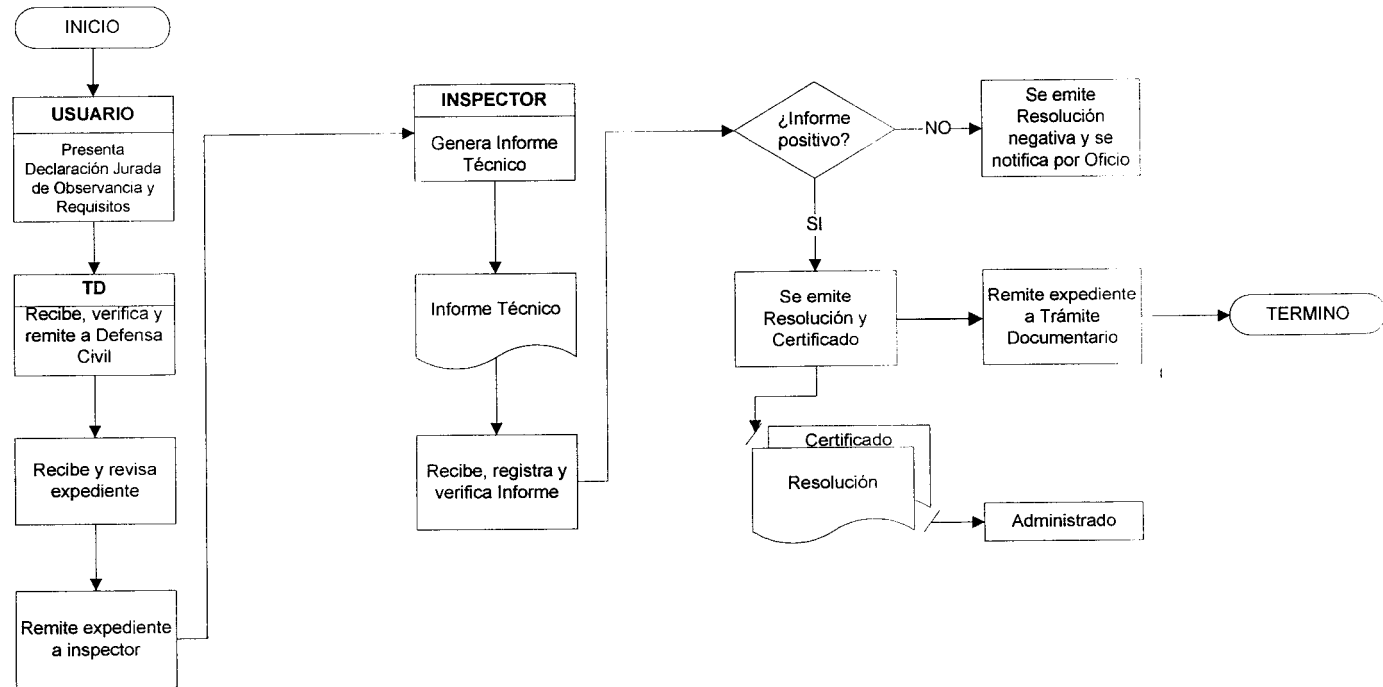 INICIO
USUARIO
Presenta
Declaración Jurada
de Observancia y
Requisitos
TD
Recibe, verifica y
remite a Defensa
Civil
Recibe y revisa
expediente
Remite expediente
a inspector
INSPECTOR
Genera Informe
Técnico
Informe Técnico
Recibe, registra y
verifica Informe
¿Informe
positivo?
NO
Se emite
Resolución
negativa y se
notifica por Oficio
SI
Se emite
Resolución y
Certificado
Remite expediente
a Trámite
Documentario
TERMINO
Certificado
Resolución
Administrado